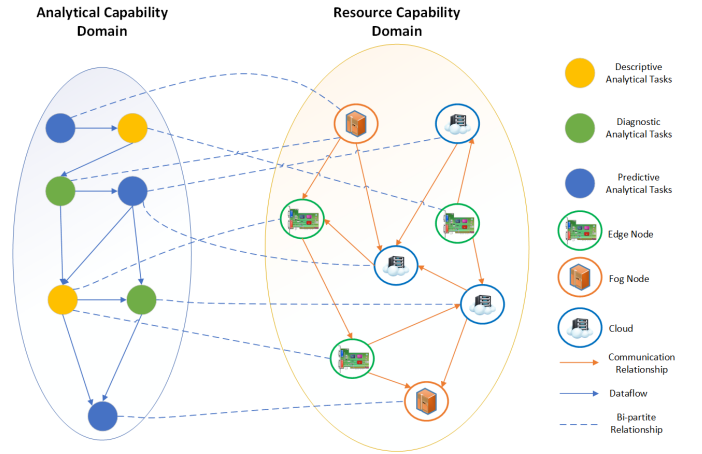 Analytical Capability
Domain
Resource Capability
Domain
Descriptive
Analytical Tasks
Diagnostic
Analytical Tasks
Predictive
Analytical Tasks
Edge Node
Fog Node
Cloud
Communication
Relationship
Dataflow
Bi-partite
Relationship